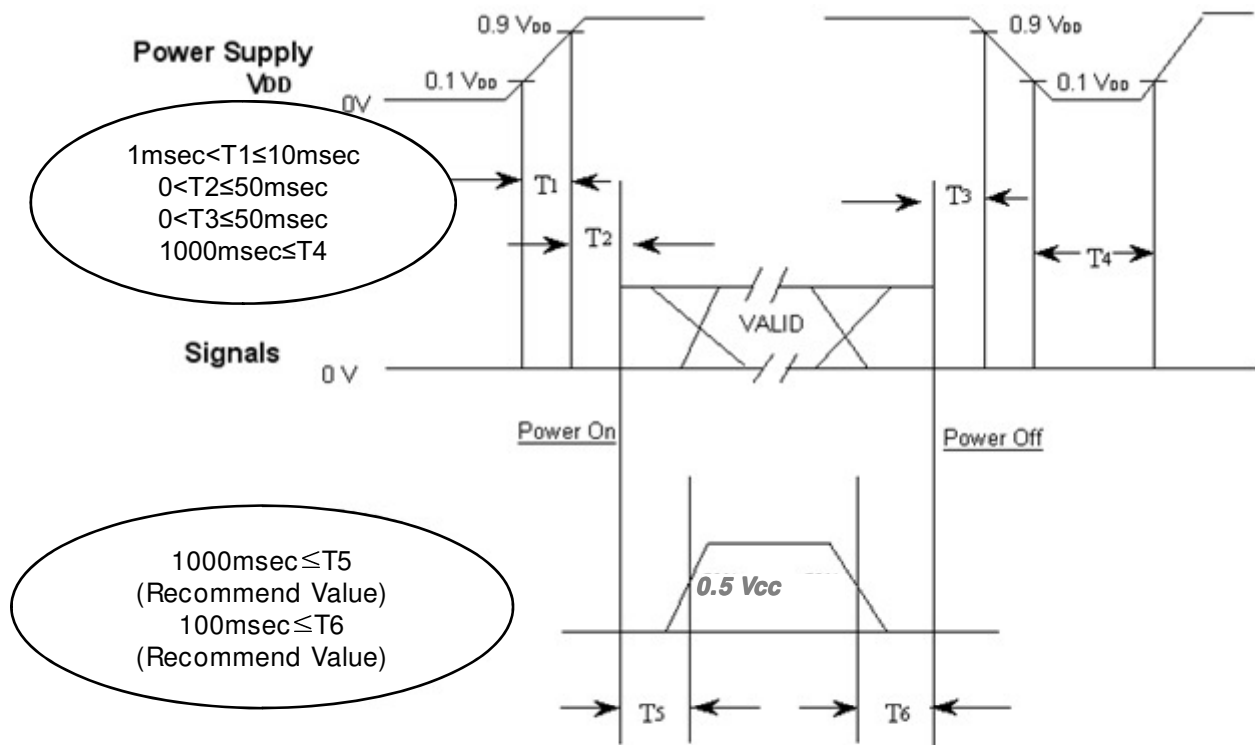 0.9 VDD
0.9 VDD
Power Supply
VDD
0.1 VDD
0.1 VDD
0V
1msec<T1≤10msec
0<T2≤50msec
0<T3≤50msec
1000msec≤T4
T1
T3
T2
T4
VALID
Signals
0 V
Power On
Power Off
1000msec≦T5
(Recommend Value)
100msec≦T6
(Recommend Value)
0.5 Vcc
T5
T6